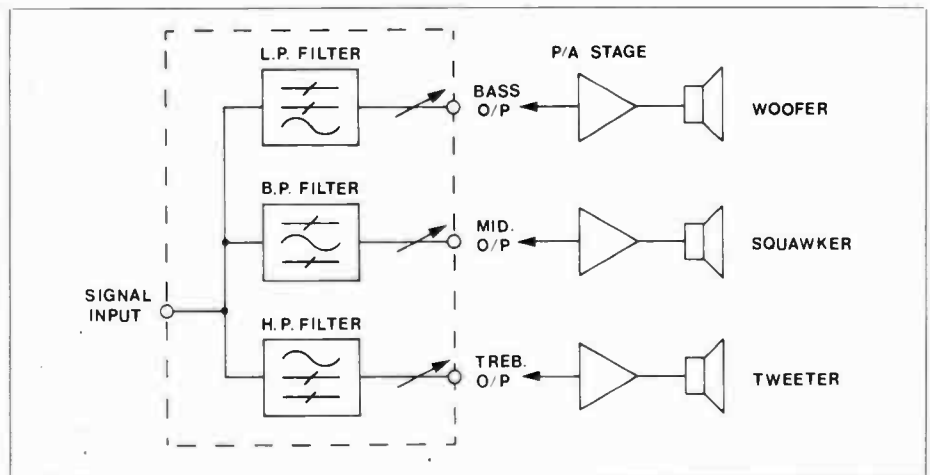 L.P. FILTER
P/A STAGE
BASS
O/P
WOOFER
B.P. FILTER
MID.
O/P
SQUAWKER
SIGNAL
INPUT
H.P. FILTER
TREB.
O/P
TWEETER